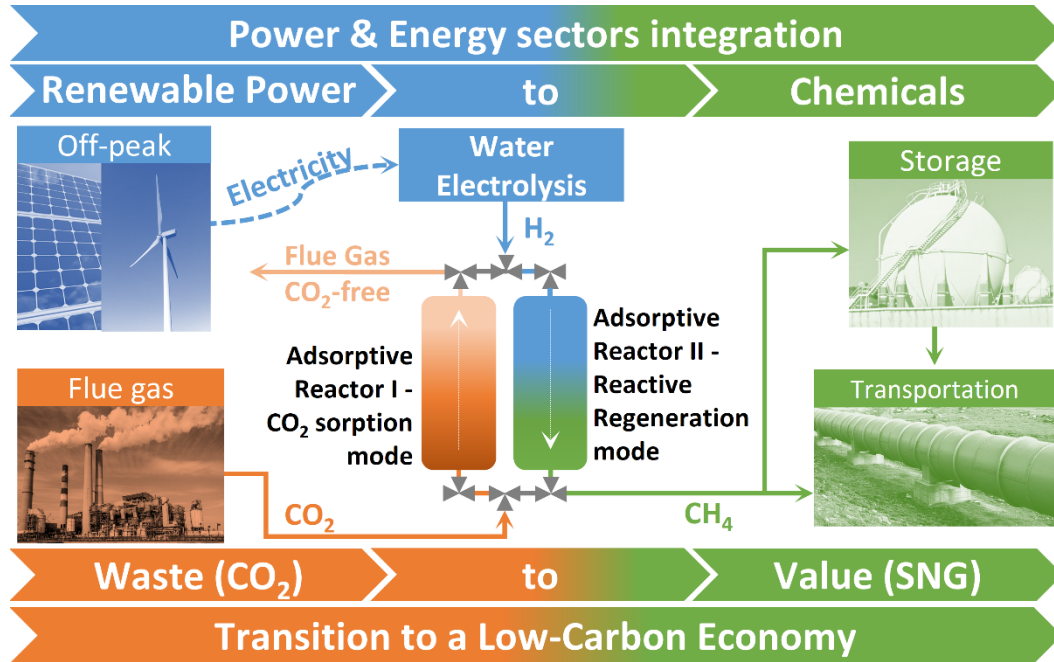 Power & Energy sectors integration
Renewable Power to Chemicals
Off-peak
Electricity
Water
Electrolysis
H₂
Storage
Flue Gas
CO₂-free
Adsorptive
Reactor I -
CO₂ sorption
mode
Adsorptive
Reactor II -
Reactive
Regeneration
mode
Flue gas
Transportation
CO₂
CH₄
Waste (CO₂) to Value (SNG)
Transition to a Low-Carbon Economy